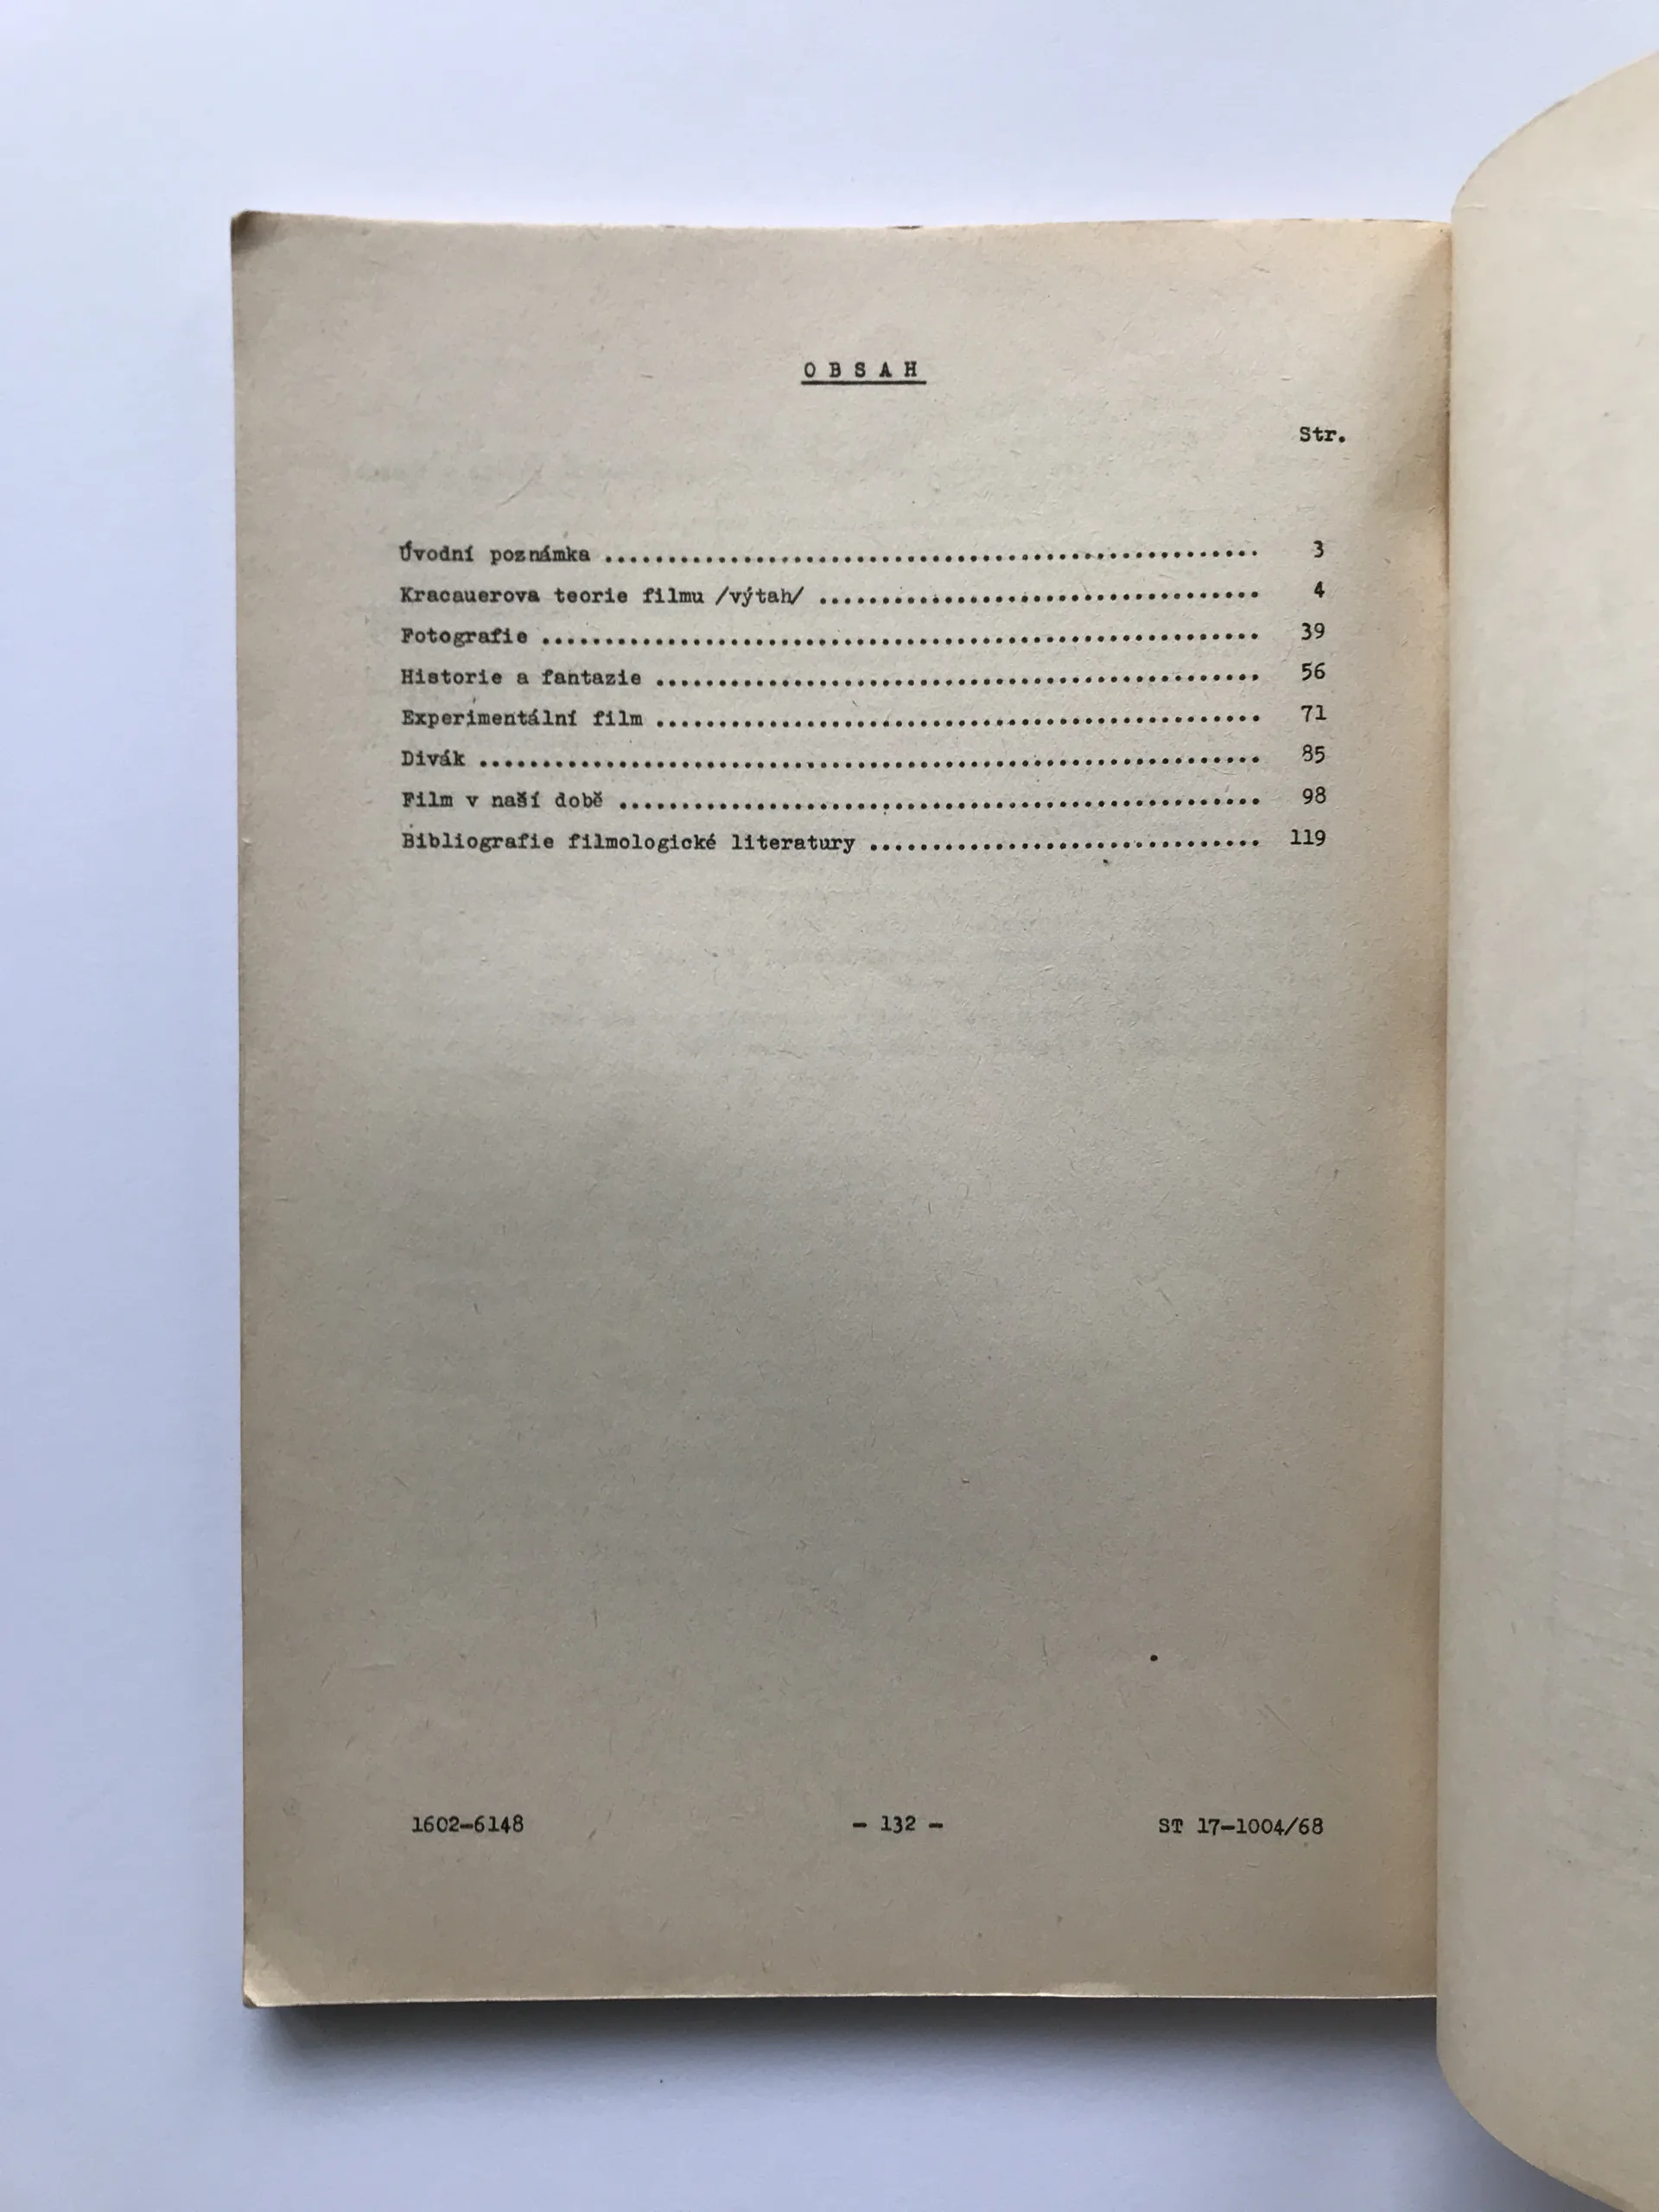 O B S A H
Str.
Úvodní poznámka .................................................... 3
Kracauerova teorie filmu /výtah/ ................................... 4
Fotografie ......................................................... 39
Historie a fantazie ................................................ 56
Experimentální film ................................................ 71
Divák .............................................................. 85
Film v naší době ................................................... 98
Bibliografie filmologické literatury ............................... 119
1602-6148 - 132 - ST 17-1004/68